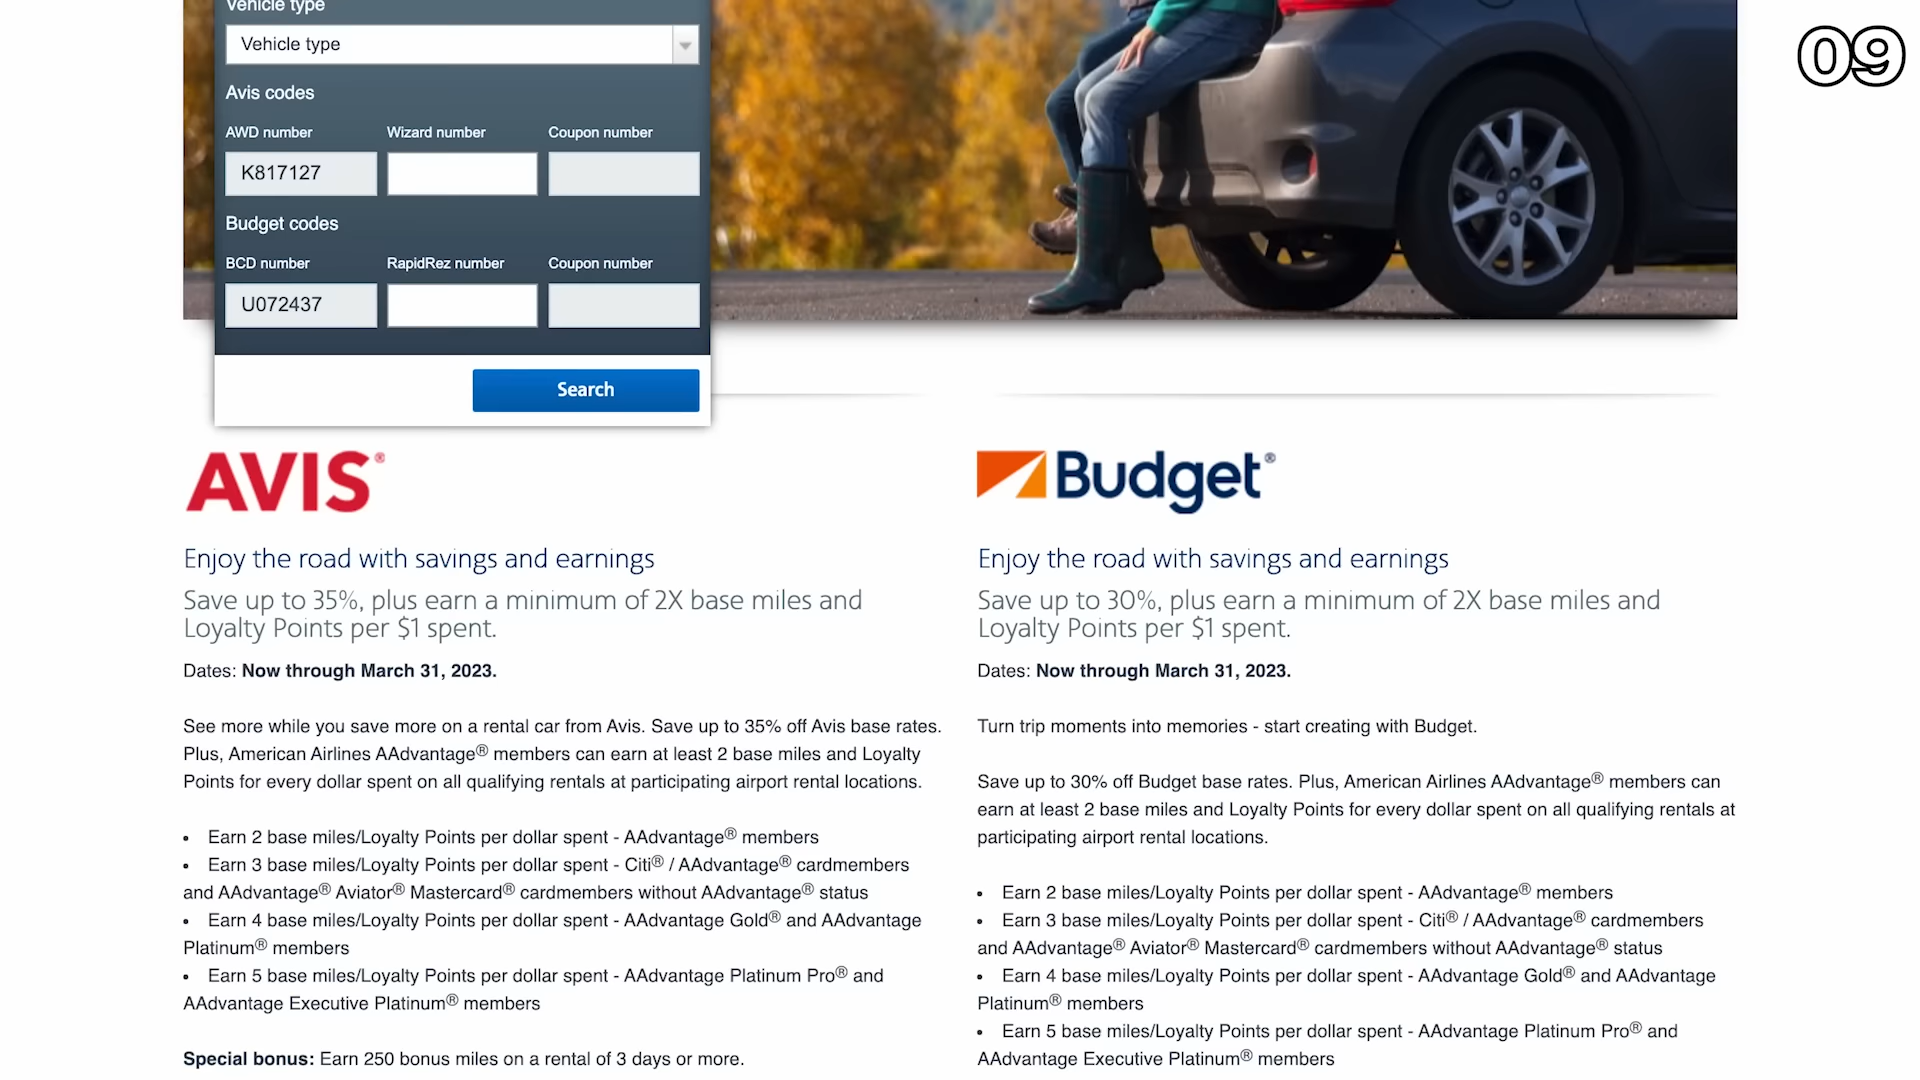 Vehicle type
Vehicle type
09
Avis codes
AWD number Wizard number Coupon number
K817127
Budget codes
BCD number RapidRez number Coupon number
U072437
Search
AVIS®
Enjoy the road with savings and earnings
Save up to 35%, plus earn a minimum of 2X base miles and
Loyalty Points per $1 spent.
Dates: Now through March 31, 2023.
See more while you save more on a rental car from Avis. Save up to 35% off Avis base rates.
Plus, American Airlines AAdvantage® members can earn at least 2 base miles and Loyalty
Points for every dollar spent on all qualifying rentals at participating airport rental locations.
• Earn 2 base miles/Loyalty Points per dollar spent - AAdvantage® members
• Earn 3 base miles/Loyalty Points per dollar spent - Citi® / AAdvantage® cardmembers
and AAdvantage® Aviator® Mastercard® cardmembers without AAdvantage® status
• Earn 4 base miles/Loyalty Points per dollar spent - AAdvantage Gold® and AAdvantage
Platinum® members
• Earn 5 base miles/Loyalty Points per dollar spent - AAdvantage Platinum Pro® and
AAdvantage Executive Platinum® members
Special bonus: Earn 250 bonus miles on a rental of 3 days or more.
Budget®
Enjoy the road with savings and earnings
Save up to 30%, plus earn a minimum of 2X base miles and
Loyalty Points per $1 spent.
Dates: Now through March 31, 2023.
Turn trip moments into memories - start creating with Budget.
Save up to 30% off Budget base rates. Plus, American Airlines AAdvantage® members can
earn at least 2 base miles and Loyalty Points for every dollar spent on all qualifying rentals at
participating airport rental locations.
• Earn 2 base miles/Loyalty Points per dollar spent - AAdvantage® members
• Earn 3 base miles/Loyalty Points per dollar spent - Citi® / AAdvantage® cardmembers
and AAdvantage® Aviator® Mastercard® cardmembers without AAdvantage® status
• Earn 4 base miles/Loyalty Points per dollar spent - AAdvantage Gold® and AAdvantage
Platinum® members
• Earn 5 base miles/Loyalty Points per dollar spent - AAdvantage Platinum Pro® and
AAdvantage Executive Platinum® members